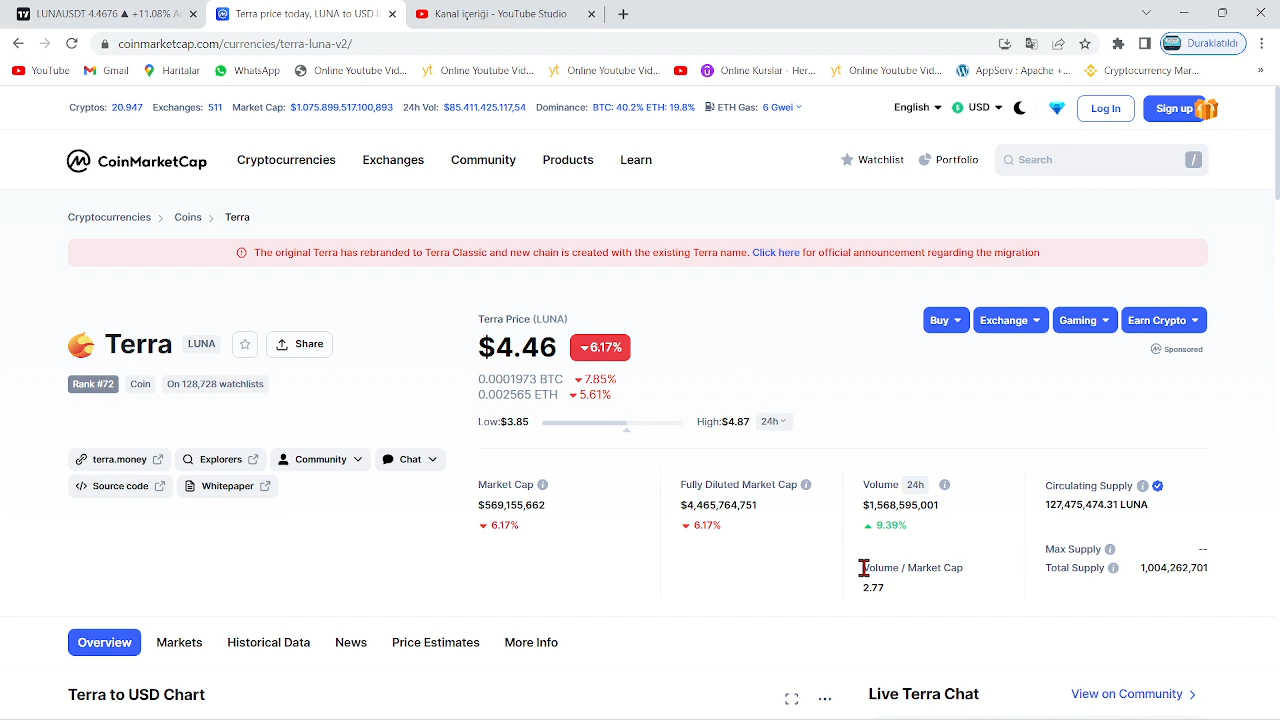 LUNAUSDT 4.4676 ▲ +11.08%
Terra price today, LUNA to USD
Kanal içeriği - YouTube Studio
coinmarketcap.com/currencies/terra-luna-v2/
Duraklatıldı
YouTube Gmail Haritalar WhatsApp Online Youtube Vid... Online Youtube Vid... Online Youtube Vid... Online Kurslar - Her... Online Youtube Vid... AppServ : Apache +... Cryptocurrency Mar... »
Cryptos: 20.947 Exchanges: 511 Market Cap: $1.075.899.517.100,893 24h Vol: $85.411.425.117,54 Dominance: BTC: 40.2% ETH: 19.8% ETH Gas: 6 Gwei
English USD Log In Sign up
CoinMarketCap Cryptocurrencies Exchanges Community Products Learn Watchlist Portfolio Search /
Cryptocurrencies > Coins > Terra
The original Terra has rebranded to Terra Classic and new chain is created with the existing Terra name. Click here for official announcement regarding the migration
Terra LUNA Share
Rank #72 Coin On 128,728 watchlists
terra.money Explorers Community Chat
Source code Whitepaper
Terra Price (LUNA)
$4.46 6.17%
0.0001973 BTC 7.85%
0.002565 ETH 5.61%
Low:$3.85 High:$4.87 24h
Buy Exchange Gaming Earn Crypto
Sponsored
Market Cap
$569,155,662
6.17%
Fully Diluted Market Cap
$4,465,764,751
6.17%
Volume 24h
$1,568,595,001
9.39%
Volume / Market Cap
2.77
Circulating Supply
127,475,474.31 LUNA
Max Supply --
Total Supply 1,004,262,701
Overview Markets Historical Data News Price Estimates More Info
Terra to USD Chart
Live Terra Chat View on Community >